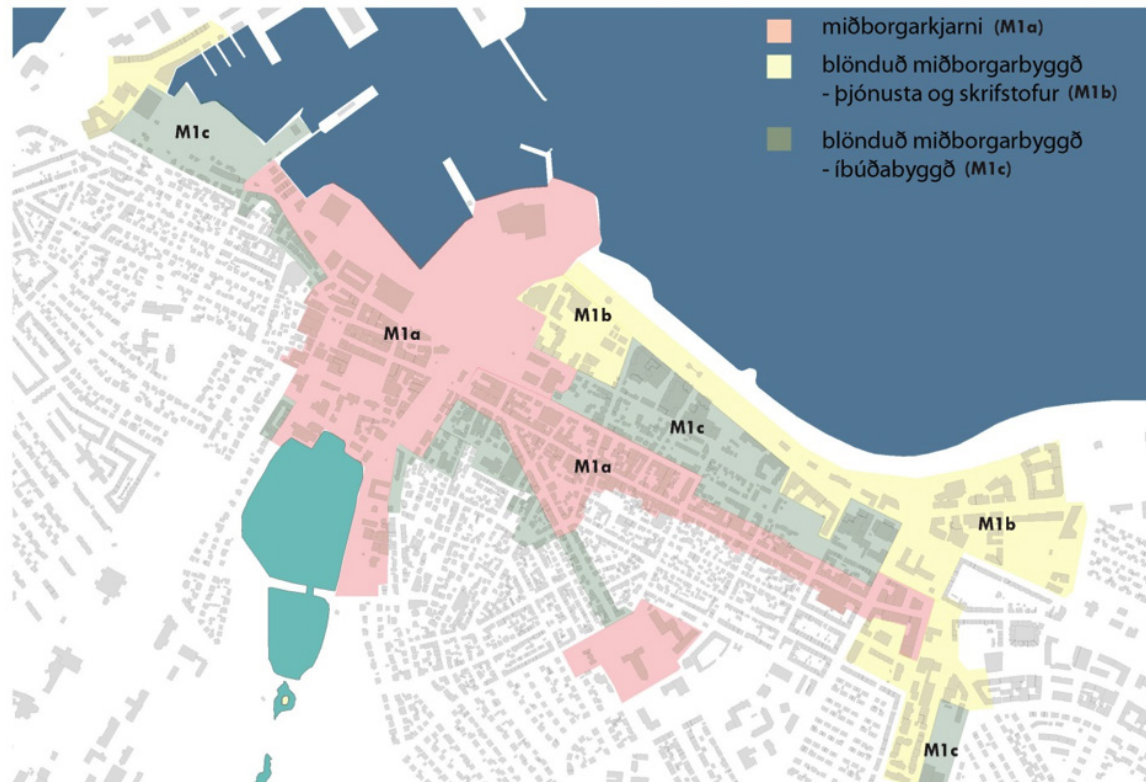 miðborgarkjarni (M1a)
blönduð miðborgarbyggð
- þjónusta og skrifstofur (M1b)
blönduð miðborgarbyggð
- íbúðabyggð (M1c)
M1c
M1b
M1a
M1c
M1a
M1b
M1c